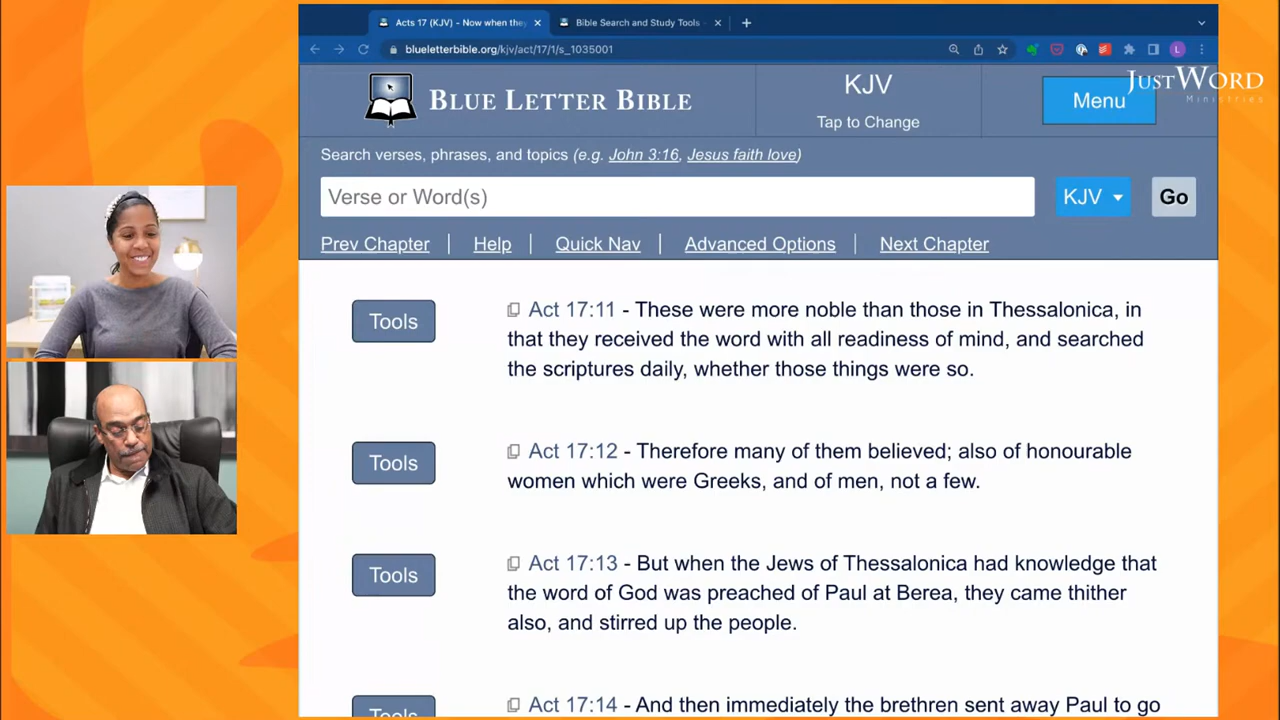 Acts 17 (KJV) - Now when they
Bible Search and Study Tools -
blueletterbible.org/kjv/act/17/1/s_1035001
BLUE LETTER BIBLE
KJV
Tap to Change
Menu
JUSTWORD
Ministries
Search verses, phrases, and topics (e.g. John 3:16, Jesus faith love)
Verse or Word(s)
KJV
Go
Prev Chapter | Help | Quick Nav | Advanced Options | Next Chapter
Tools
Act 17:11 - These were more noble than those in Thessalonica, in
that they received the word with all readiness of mind, and searched
the scriptures daily, whether those things were so.
Tools
Act 17:12 - Therefore many of them believed; also of honourable
women which were Greeks, and of men, not a few.
Tools
Act 17:13 - But when the Jews of Thessalonica had knowledge that
the word of God was preached of Paul at Berea, they came thither
also, and stirred up the people.
Tools
Act 17:14 - And then immediately the brethren sent away Paul to go